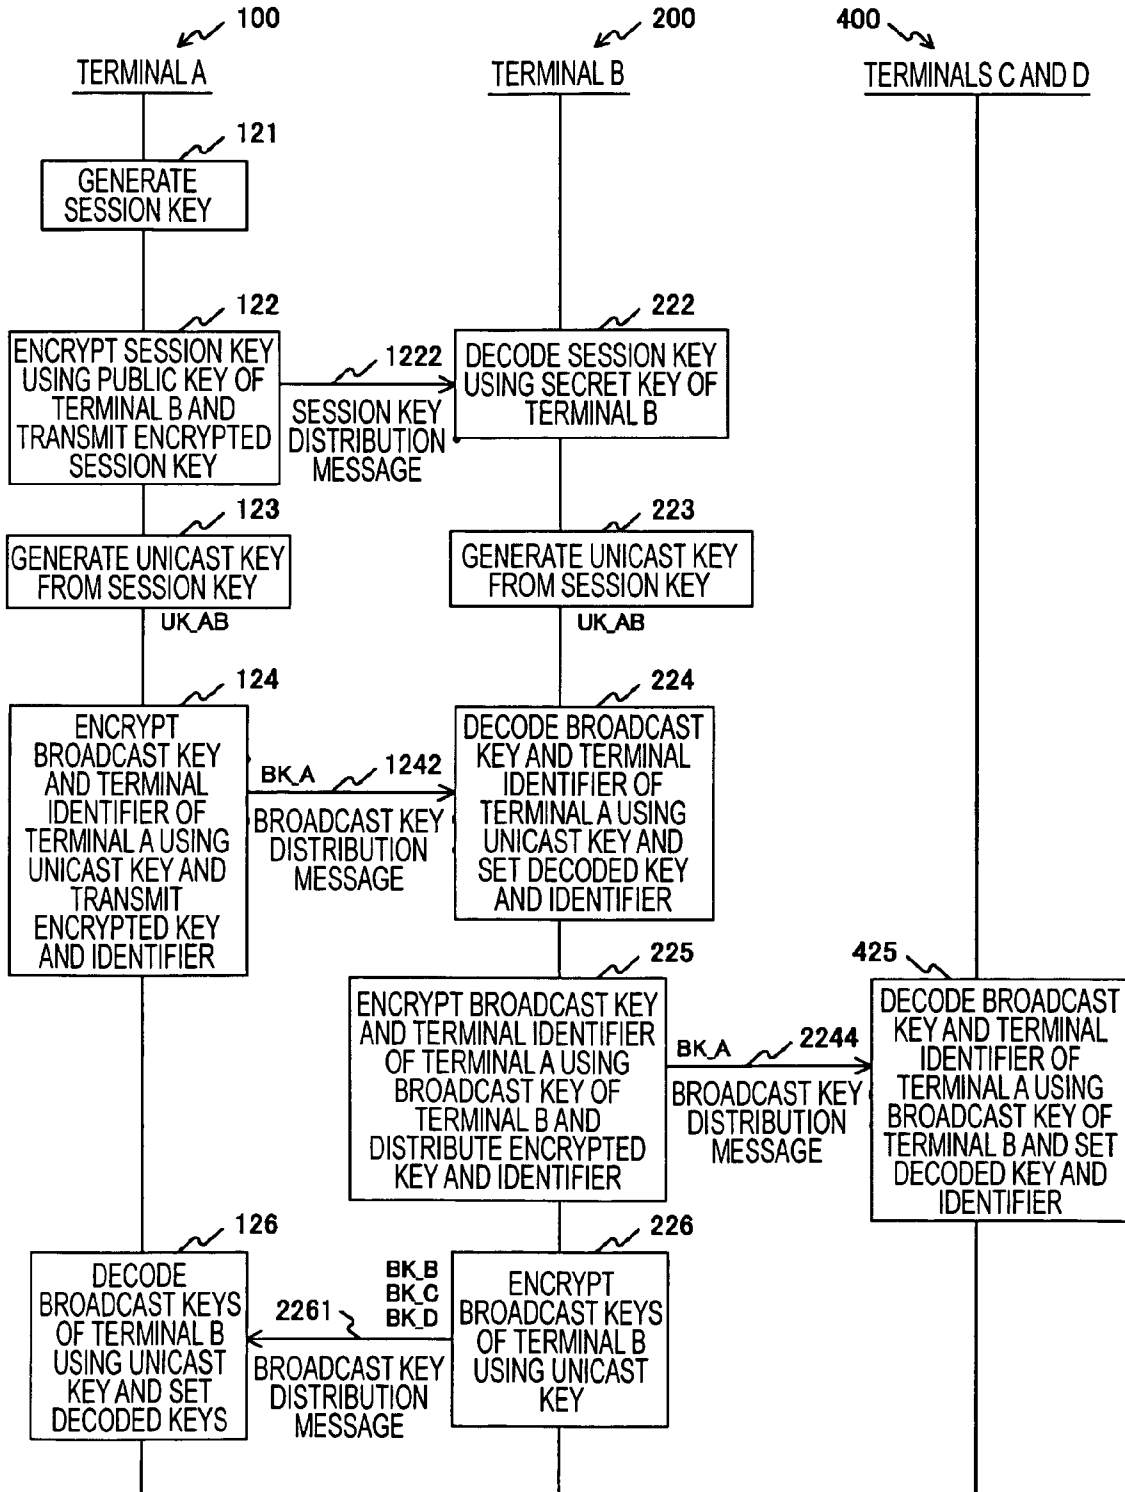 100
200
400
TERMINAL A
TERMINAL B
TERMINALS C AND D
121
GENERATE
SESSION KEY
122
ENCRYPT SESSION KEY
USING PUBLIC KEY OF
TERMINAL B AND
TRANSMIT ENCRYPTED
SESSION KEY
1222
SESSION KEY
DISTRIBUTION
MESSAGE
222
DECODE SESSION KEY
USING SECRET KEY OF
TERMINAL B
123
GENERATE UNICAST KEY
FROM SESSION KEY
UK_AB
223
GENERATE UNICAST KEY
FROM SESSION KEY
UK_AB
124
ENCRYPT
BROADCAST KEY
AND TERMINAL
IDENTIFIER OF
TERMINAL A USING
UNICAST KEY AND
TRANSMIT
ENCRYPTED KEY
AND IDENTIFIER
BK_A
1242
BROADCAST KEY
DISTRIBUTION
MESSAGE
224
DECODE BROADCAST
KEY AND TERMINAL
IDENTIFIER OF
TERMINAL A USING
UNICAST KEY AND
SET DECODED KEY
AND IDENTIFIER
225
ENCRYPT BROADCAST KEY
AND TERMINAL IDENTIFIER
OF TERMINAL A USING
BROADCAST KEY OF
TERMINAL B AND
DISTRIBUTE ENCRYPTED
KEY AND IDENTIFIER
BK_A
2244
BROADCAST KEY
DISTRIBUTION
MESSAGE
425
DECODE BROADCAST
KEY AND TERMINAL
IDENTIFIER OF
TERMINAL A USING
BROADCAST KEY OF
TERMINAL B AND SET
DECODED KEY AND
IDENTIFIER
126
DECODE
BROADCAST KEYS
OF TERMINAL B
USING UNICAST
KEY AND SET
DECODED KEYS
BK_B
BK_C
BK_D
2261
BROADCAST KEY
DISTRIBUTION
MESSAGE
226
ENCRYPT
BROADCAST KEYS
OF TERMINAL B
USING UNICAST
KEY